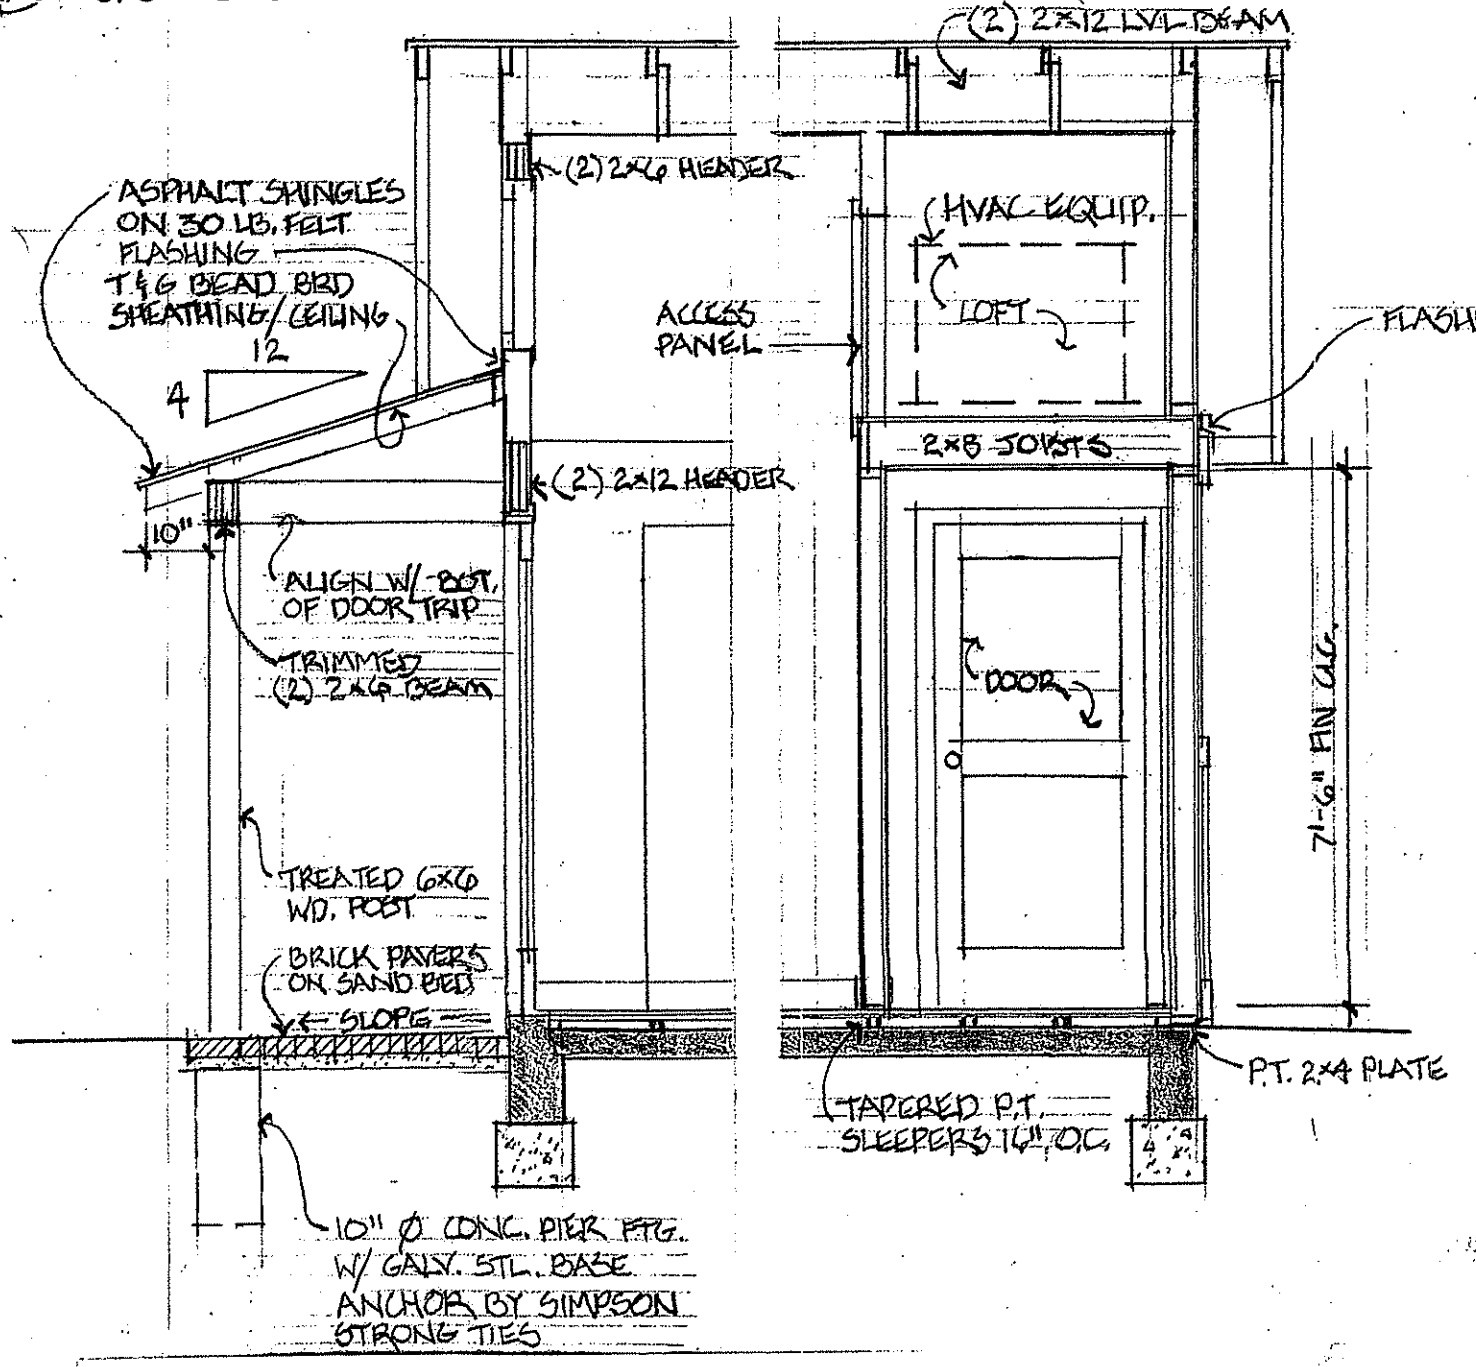 (2) 2x12 LVL BEAM
(2) 2x6 HEADER
ASPHALT SHINGLES
ON 30 LB. FELT
FLASHING
T&G BEAD BRD
SHEATHING/CEILING
12
4
HVAC EQUIP.
LOFT
ACCESS
PANEL
FLASH
2x8 JOISTS
(2) 2x12 HEADER
10"
ALIGN W/ BOT.
OF DOOR TRIP
TRIMMED
(2) 2x6 BEAM
DOOR
7'-6" FIN CLG.
TREATED 6x6
WD. POST
BRICK PAVERS
ON SAND BED
SLOPE
P.T. 2x4 PLATE
TAPERED P.T.
SLEEPERS 16" O.C.
10" Ø CONC. PIER FTG.
W/ GALV. STL. BASE
ANCHOR BY SIMPSON
STRONG TIES